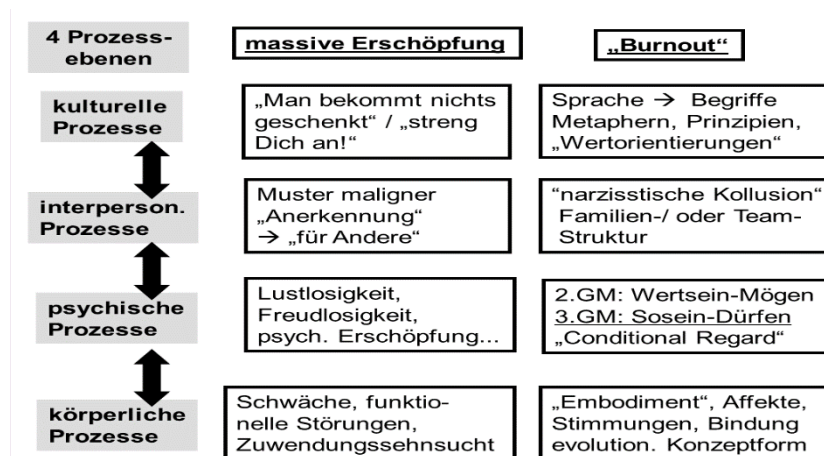 4 Prozess-
ebenen
massive Erschöpfung
„Burnout“
kulturelle
Prozesse
„Man bekommt nichts
geschenkt“ / „streng
Dich an!“
Sprache → Begriffe
Metaphern, Prinzipien,
„Wertorientierungen“
interperson.
Prozesse
Muster maligner
„Anerkennung“
→ „für Andere“
“narzisstische Kollusion“
Familien-/ oder Team-
Struktur
psychische
Prozesse
Lustlosigkeit,
Freudlosigkeit,
psych. Erschöpfung...
2.GM: Wertsein-Mögen
3.GM: Sosein-Dürfen
„Conditional Regard“
körperliche
Prozesse
Schwäche, funktio-
nelle Störungen,
Zuwendungssehnsucht
„Embodiment“, Affekte,
Stimmungen, Bindung
evolution. Konzeptform